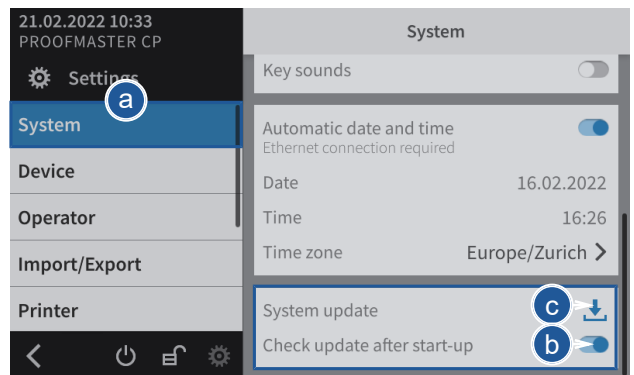 21.02.2022 10:33
PROOFMASTER CP
Settings
a
System
Device
Operator
Import/Export
Printer
System
Key sounds
Automatic date and time
Ethernet connection required
Date 16.02.2022
Time 16:26
Time zone Europe/Zurich
System update c
Check update after start-up b